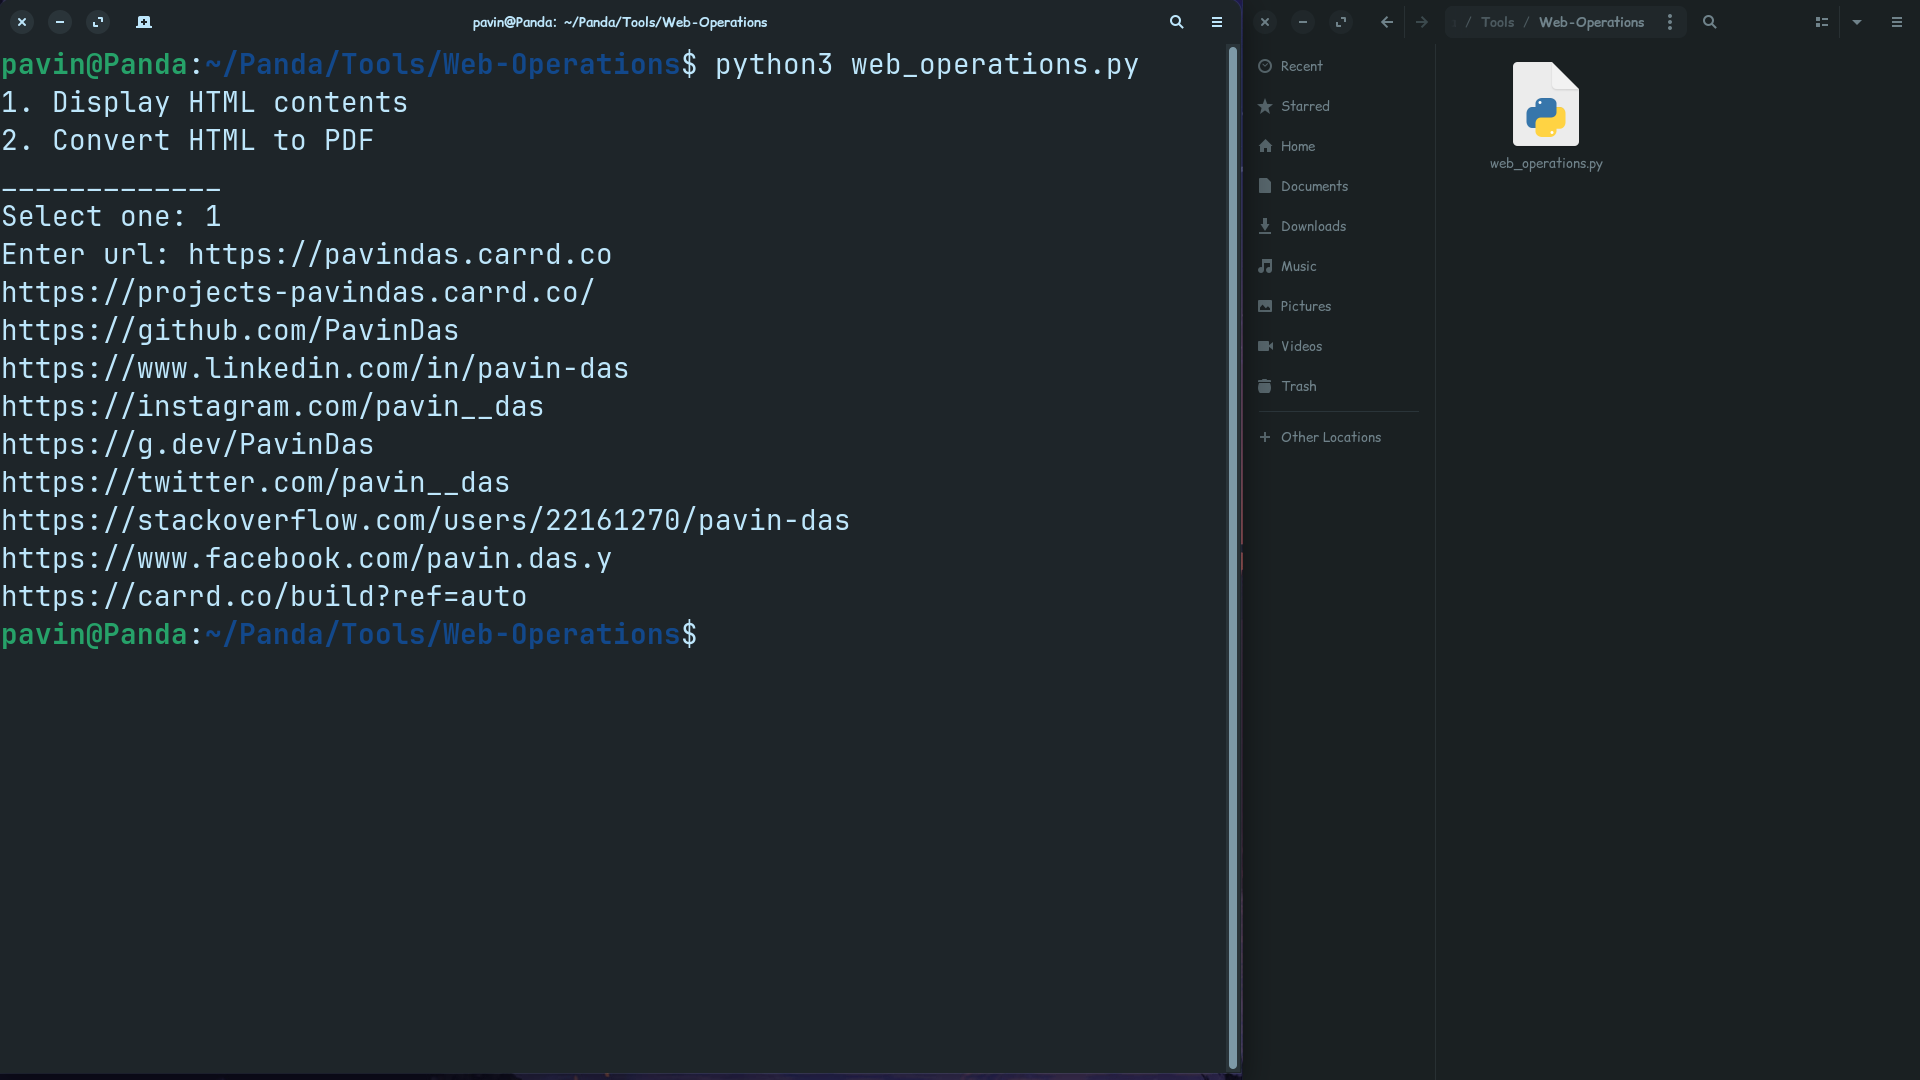 pavin@Panda: ~/Panda/Tools/Web-Operations
pavin@Panda:~/Panda/Tools/Web-Operations$ python3 web_operations.py
1. Display HTML contents
2. Convert HTML to PDF
_____________
Select one: 1
Enter url: https://pavindas.carrd.co
https://projects-pavindas.carrd.co/
https://github.com/PavinDas
https://www.linkedin.com/in/pavin-das
https://instagram.com/pavin__das
https://g.dev/PavinDas
https://twitter.com/pavin__das
https://stackoverflow.com/users/22161270/pavin-das
https://www.facebook.com/pavin.das.y
https://carrd.co/build?ref=auto
pavin@Panda:~/Panda/Tools/Web-Operations$
/ Tools / Web-Operations
Recent
Starred
Home
Documents
Downloads
Music
Pictures
Videos
Trash
+ Other Locations
web_operations.py